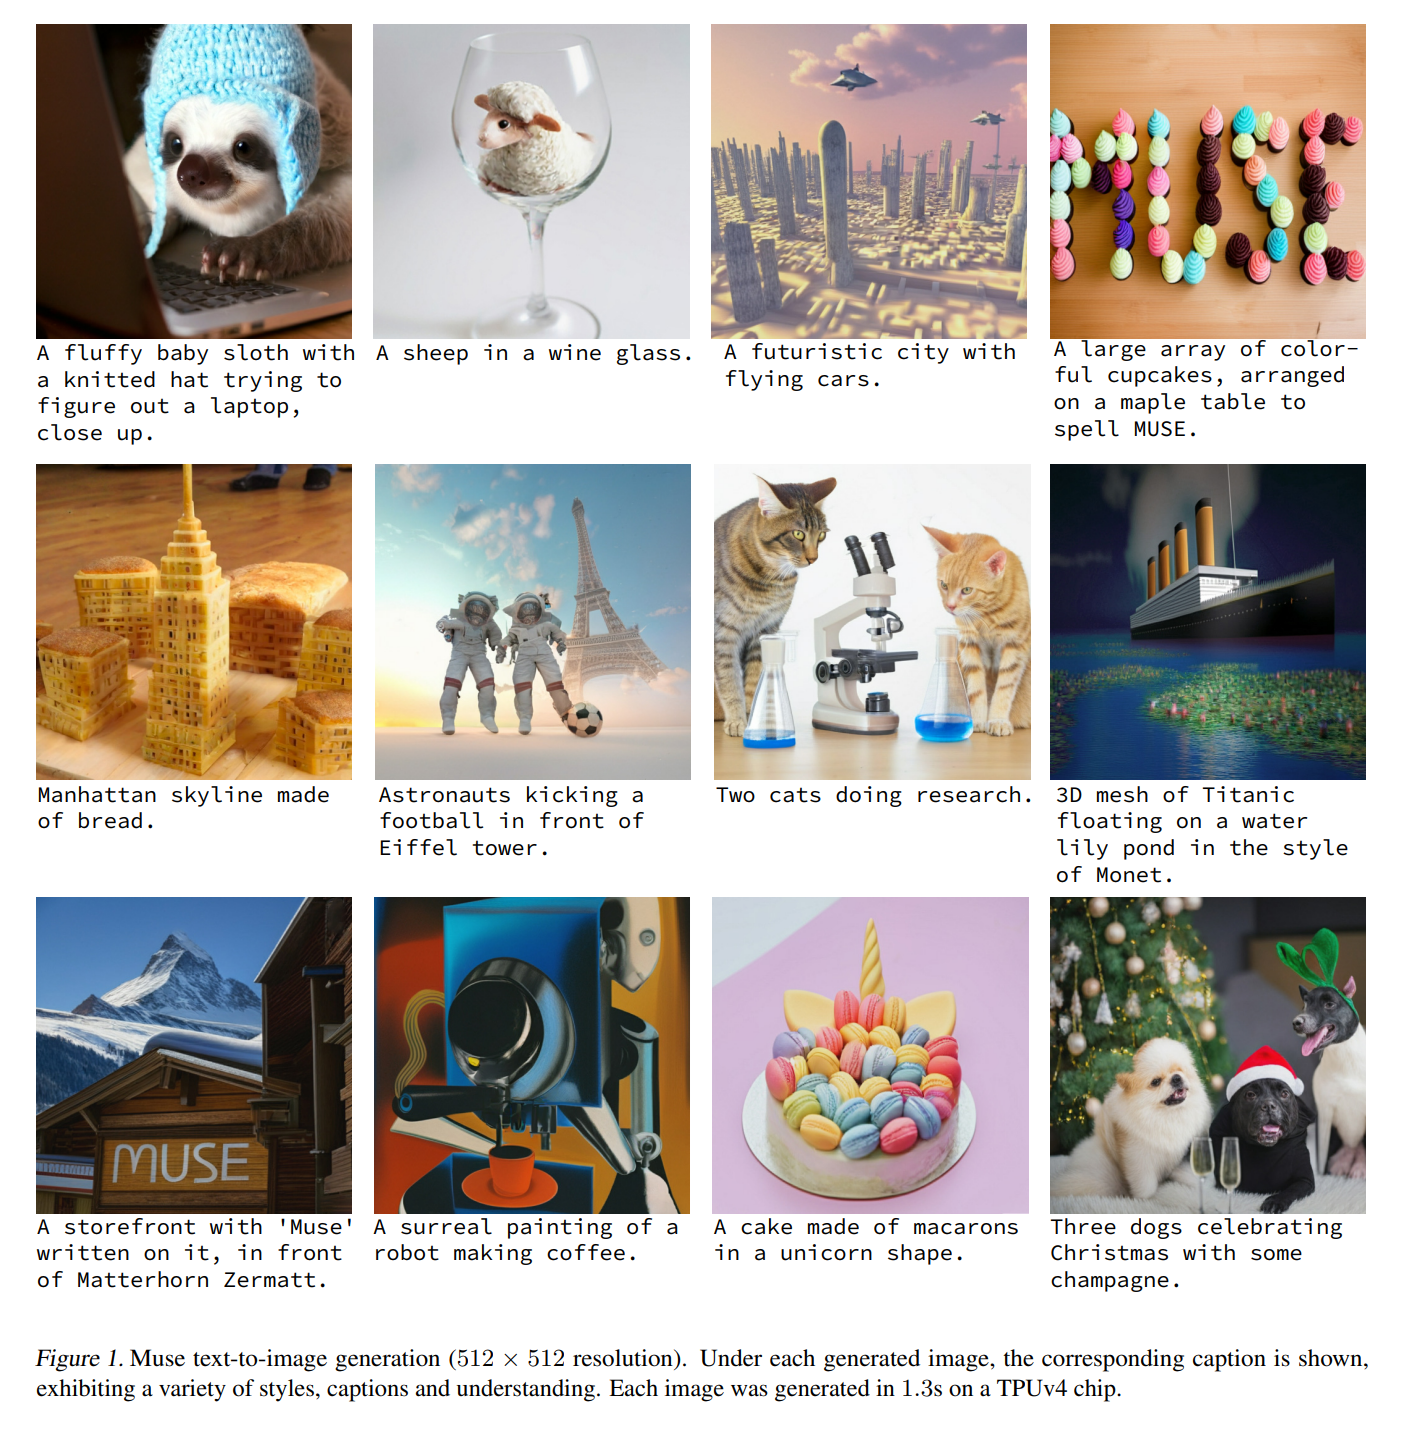 MUSE
A fluffy baby sloth with
a knitted hat trying to
figure out a laptop,
close up.
A sheep in a wine glass.
A futuristic city with
flying cars.
A large array of color-
ful cupcakes, arranged
on a maple table to
spell MUSE.
Manhattan skyline made
of bread.
Astronauts kicking a
football in front of
Eiffel tower.
Two cats doing research.
3D mesh of Titanic
floating on a water
lily pond in the style
of Monet.
MUSE
A storefront with 'Muse'
written on it, in front
of Matterhorn Zermatt.
A surreal painting of a
robot making coffee.
A cake made of macarons
in a unicorn shape.
Three dogs celebrating
Christmas with some
champagne.
Figure 1. Muse text-to-image generation (512 × 512 resolution). Under each generated image, the corresponding caption is shown,
exhibiting a variety of styles, captions and understanding. Each image was generated in 1.3s on a TPUv4 chip.